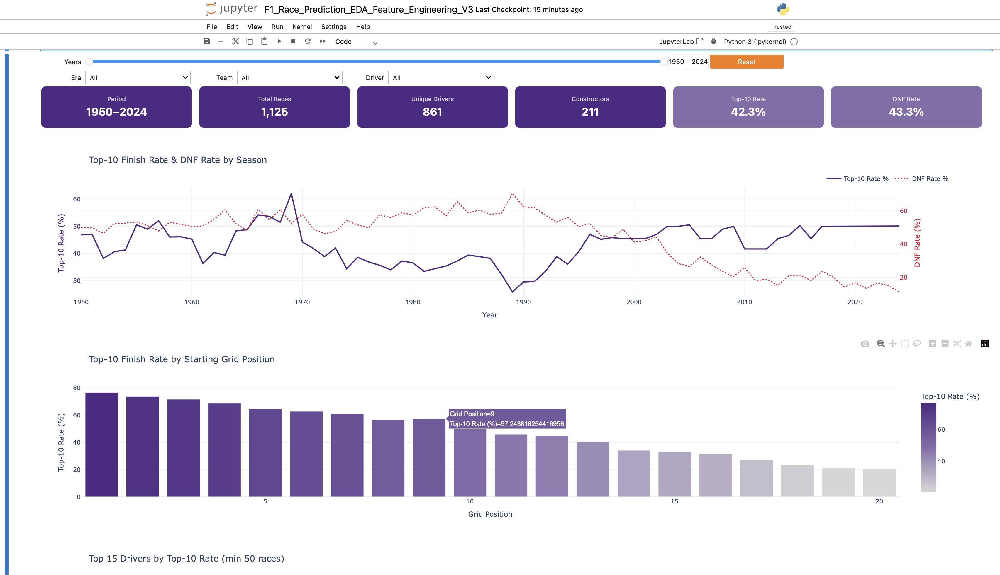 jupyter F1_Race_Prediction_EDA_Feature_Engineering_V3 Last Checkpoint: 15 minutes ago
File Edit View Run Kernel Settings Help Trusted
Code JupyterLab Python 3 (ipykernel)
Years 1950 – 2024 Reset
Era All Team All Driver All
Period Total Races Unique Drivers Constructors Top-10 Rate DNF Rate
1950–2024 1,125 861 211 42.3% 43.3%
Top-10 Finish Rate & DNF Rate by Season
Top-10 Rate % DNF Rate %
Top-10 Rate (%)
60
50
40
30
60
40
20
DNF Rate (%)
1950 1960 1970 1980 1990 2000 2010 2020
Year
Top-10 Finish Rate by Starting Grid Position
Top-10 Rate (%)
80
60
40
20
0
Grid Position=9
Top-10 Rate (%)=57.243816254416956
Top-10 Rate (%)
60
40
5 10 15 20
Grid Position
Top 15 Drivers by Top-10 Rate (min 50 races)